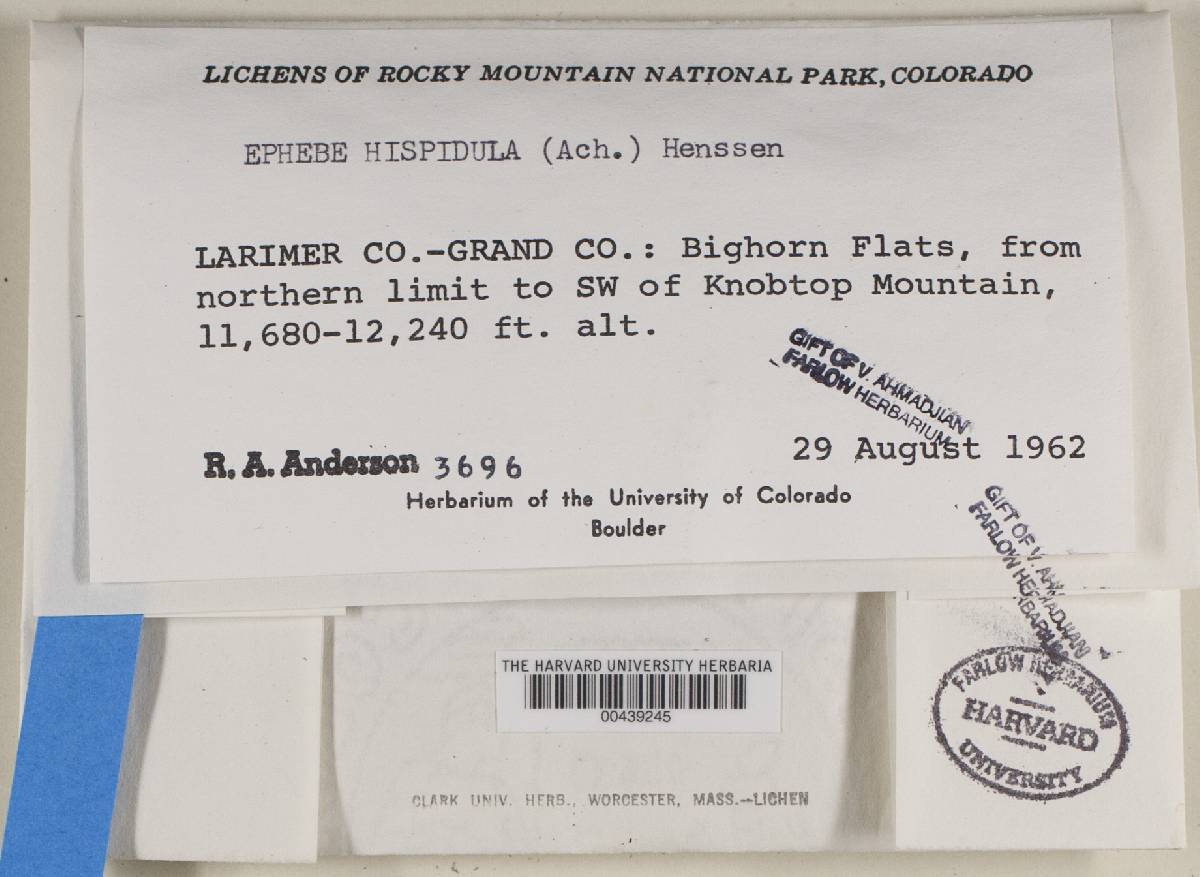 LICHENS OF ROCKY MOUNTAIN NATIONAL PARK, COLORADO
EPHEBE HISPIDULA (Ach.) Henssen
LARIMER CO.-GRAND CO.: Bighorn Flats, from
northern limit to SW of Knobtop Mountain,
11,680-12,240 ft. alt.
GIFT OF V. AHMADJIAN
FARLOW HERBARIUM
29 August 1962
R. A. Anderson 3696
Herbarium of the University of Colorado
Boulder
GIFT OF V. AHMADJIAN
FARLOW HERBARIUM
THE HARVARD UNIVERSITY HERBARIA
00439245
FARLOW HERBARIUM
HARVARD
UNIVERSITY
CLARK UNIV. HERB., WORCESTER, MASS.—LICHEN